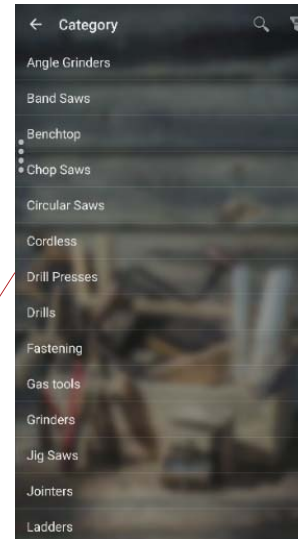 Category
Angle Grinders
Band Saws
Benchtop
Chop Saws
Circular Saws
Cordless
Drill Presses
Drills
Fastening
Gas tools
Grinders
Jig Saws
Jointers
Ladders